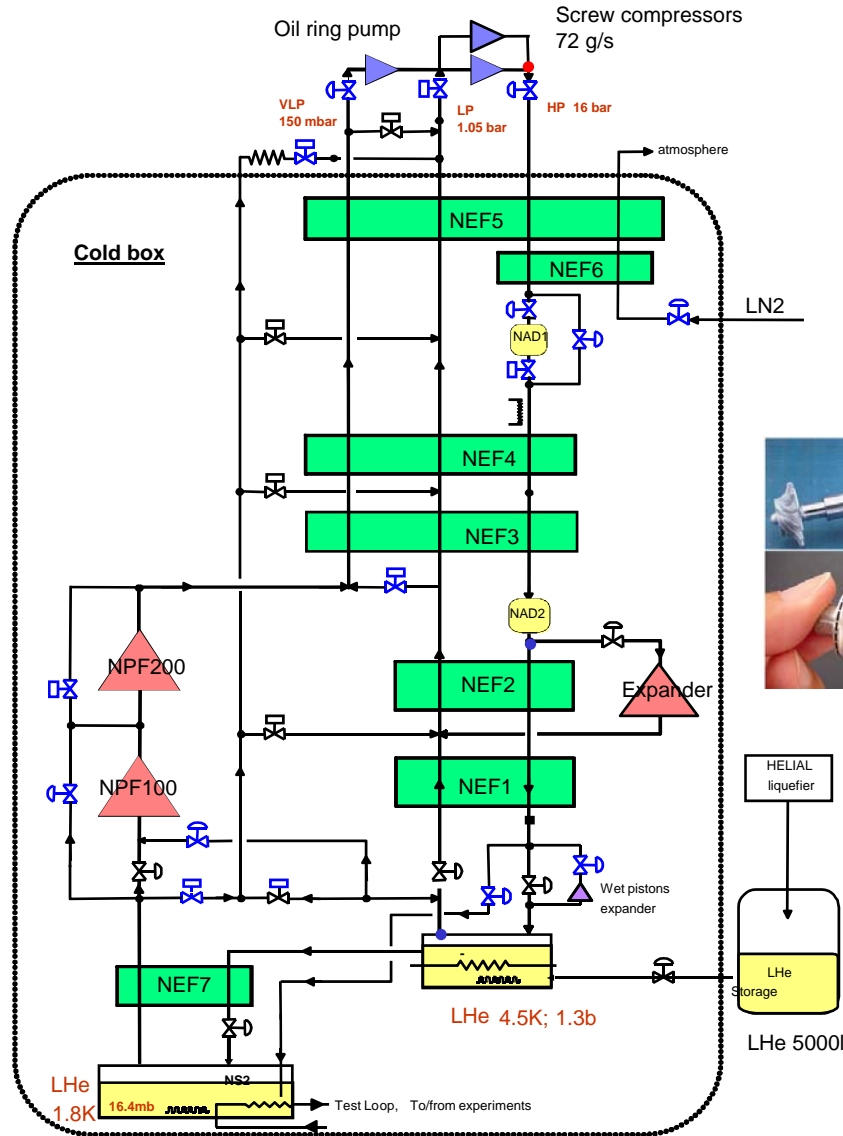 Oil ring pump
Screw compressors
72 g/s
VLP
150 mbar
LP
1.05 bar
HP 16 bar
atmosphere
Cold box
NEF5
NEF6
LN2
NAD1
NEF4
NEF3
NAD2
NPF200
NEF2
Expander
NPF100
NEF1
HELIAL
liquefier
Wet pistons
expander
NEF7
LHe
Storage
LHe 4.5K; 1.3b
LHe 5000l
LHe
1.8K
NS2
16.4mb
Test Loop, To/from experiments